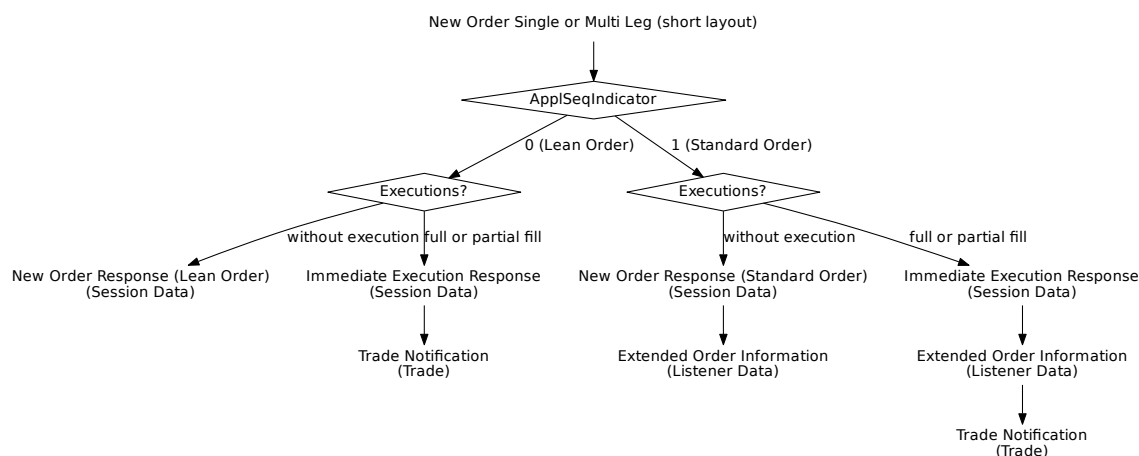 New Order Single or Multi Leg (short layout)
ApplSeqIndicator
0 (Lean Order)
1 (Standard Order)
Executions?
Executions?
without execution
full or partial fill
without execution
full or partial fill
New Order Response (Lean Order)
(Session Data)
Immediate Execution Response
(Session Data)
New Order Response (Standard Order)
(Session Data)
Immediate Execution Response
(Session Data)
Trade Notification
(Trade)
Extended Order Information
(Listener Data)
Extended Order Information
(Listener Data)
Trade Notification
(Trade)